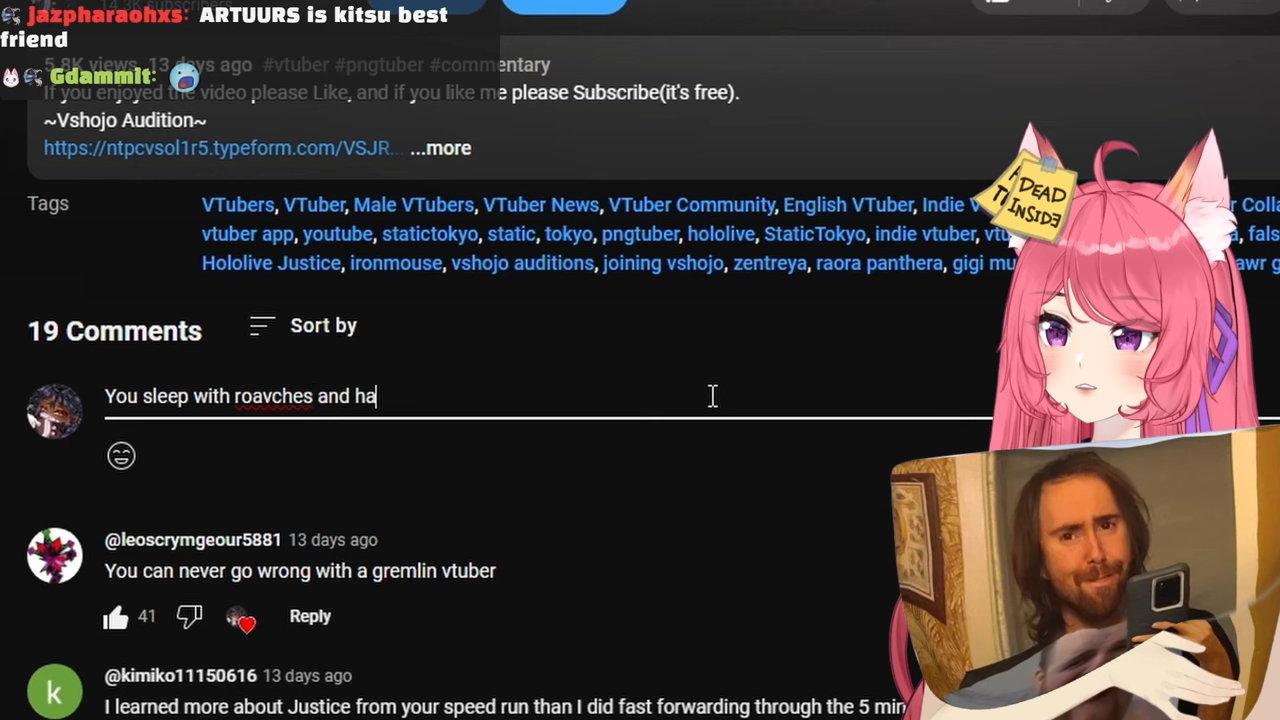 14.3K subscribers
jazpharaohxs: ARTUURS is kitsu best
friend
Gdammlt:
5.8K views 13 days ago #vtuber #pngtuber #commentary
If you enjoyed the video please Like, and if you like me please Subscribe(it's free).
~Vshojo Audition~
https://ntpcvsol1r5.typeform.com/VSJR... ...more
DEAD
INSIDE
Tags
VTubers, VTuber, Male VTubers, VTuber News, VTuber Community, English VTuber, Indie V
vtuber app, youtube, statictokyo, static, tokyo, pngtuber, hololive, StaticTokyo, indie vtuber, vtu
Hololive Justice, ironmouse, vshojo auditions, joining vshojo, zentreya, raora panthera, gigi mu
19 Comments
Sort by
You sleep with roavches and ha
@leoscrymgeour5881 13 days ago
You can never go wrong with a gremlin vtuber
41 Reply
k
@kimiko11150616 13 days ago
I learned more about Justice from your speed run than I did fast forwarding through the 5 min